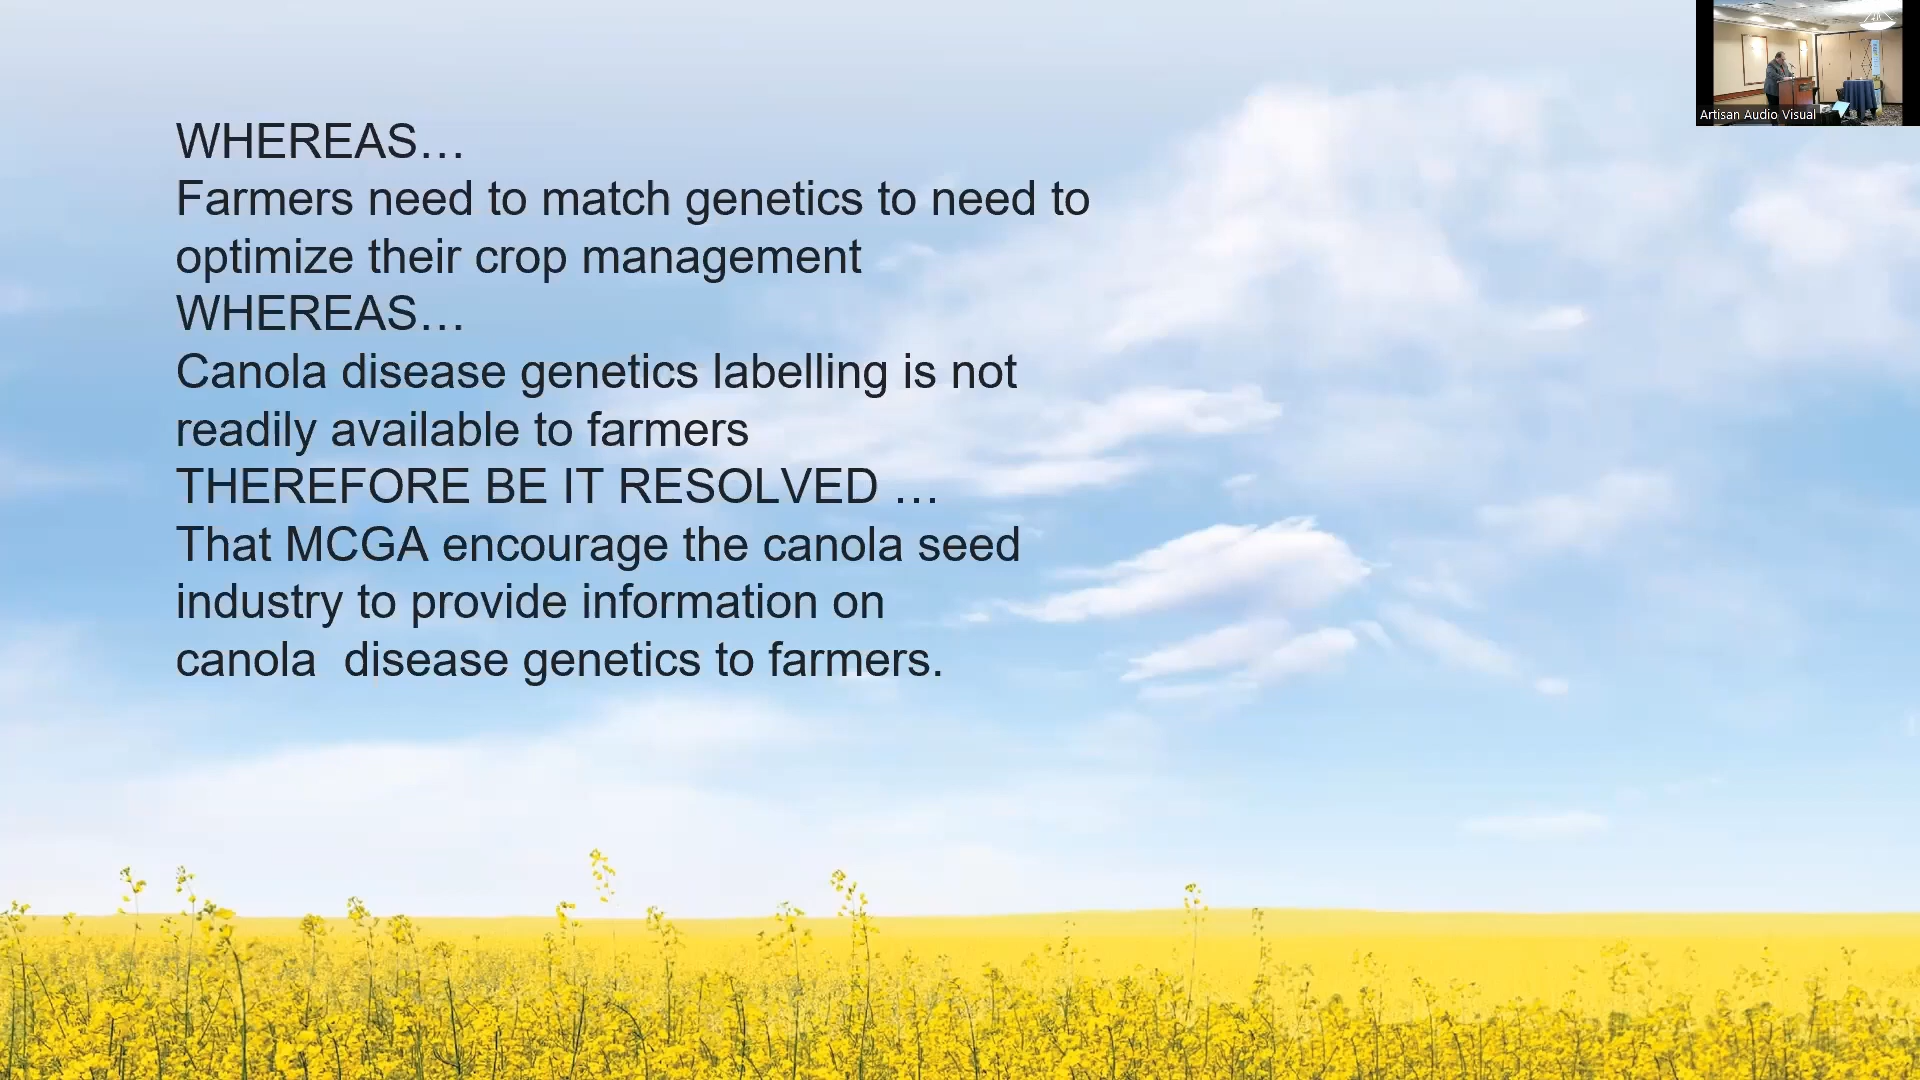 WHEREAS…
Farmers need to match genetics to need to
optimize their crop management
WHEREAS…
Canola disease genetics labelling is not
readily available to farmers
THEREFORE BE IT RESOLVED …
That MCGA encourage the canola seed
industry to provide information on
canola  disease genetics to farmers.
Artisan Audio Visual